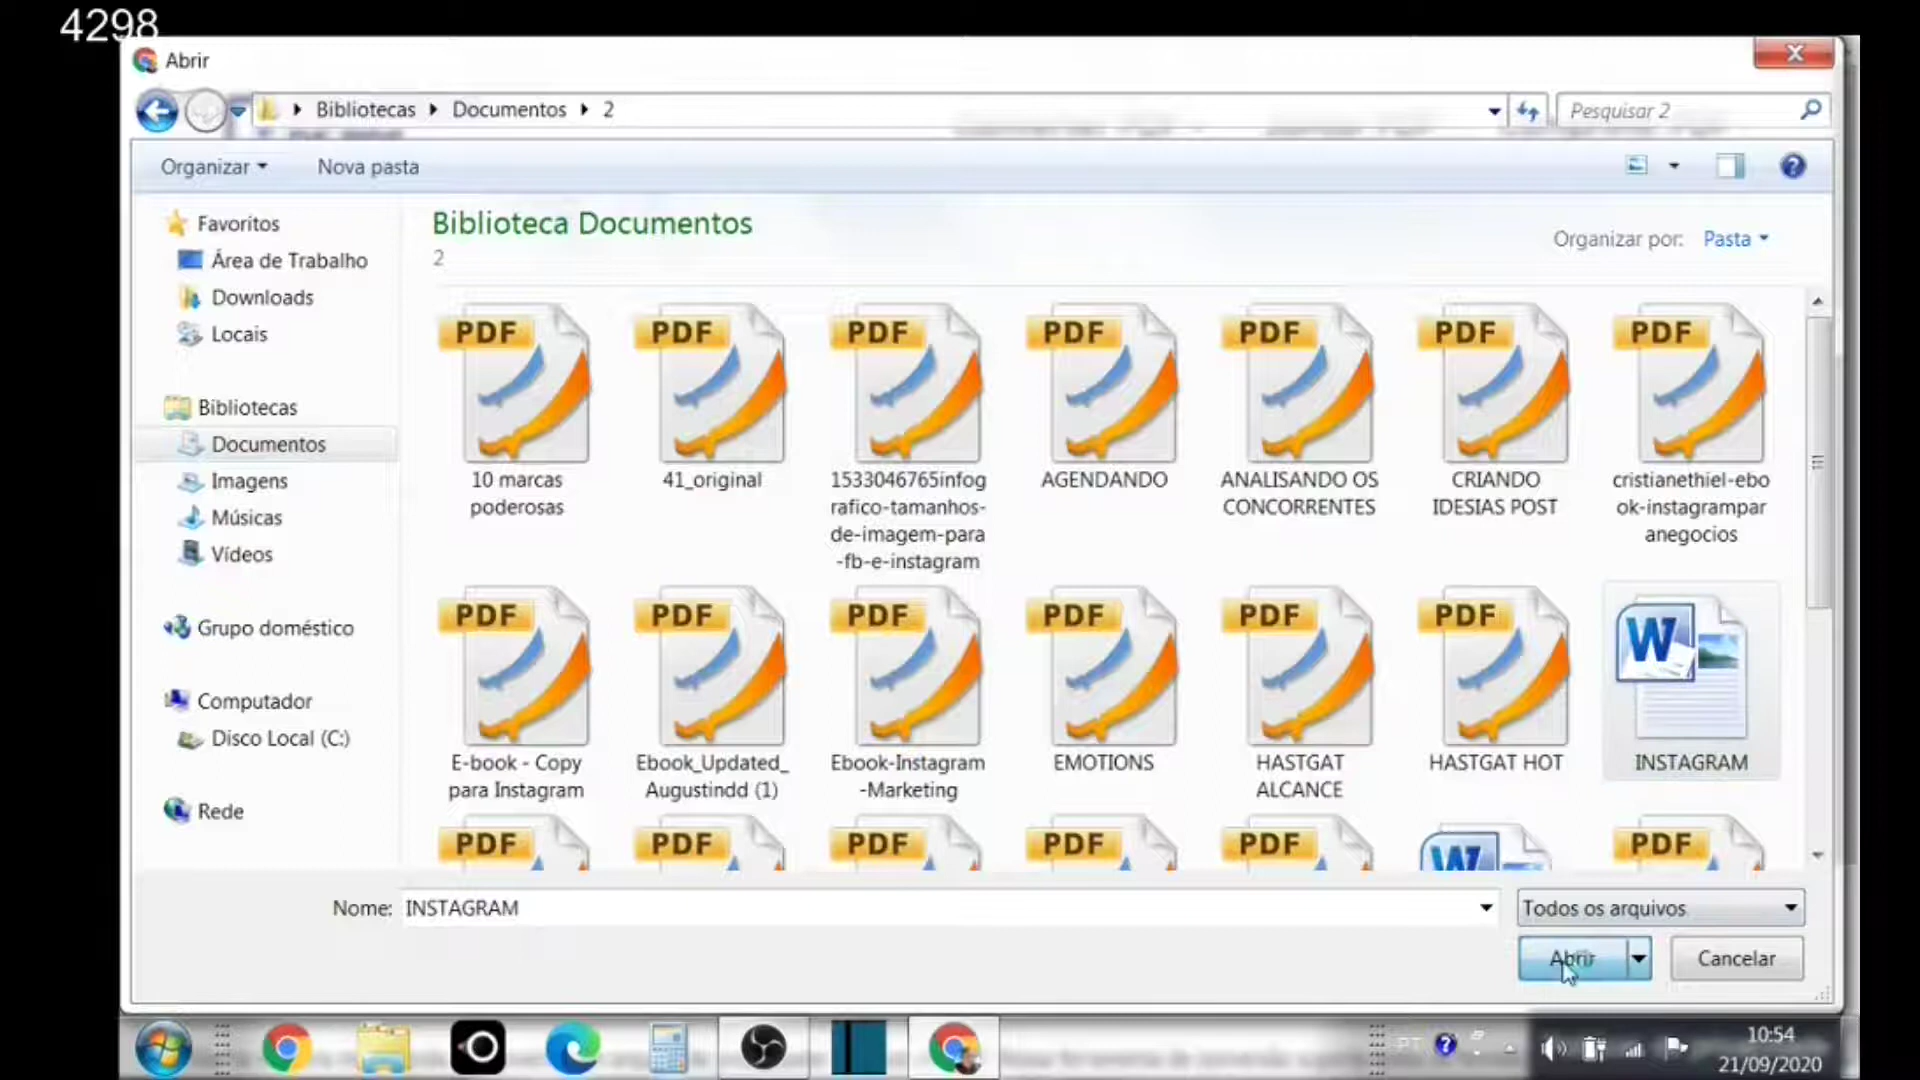 4298
Abrir
Bibliotecas Documentos 2
Pesquisar 2
Organizar
Nova pasta
Favoritos
Área de Trabalho
Downloads
Locais
Bibliotecas
Documentos
Imagens
Músicas
Vídeos
Grupo doméstico
Computador
Disco Local (C:)
Rede
Biblioteca Documentos
2
Organizar por: Pasta
PDF PDF PDF PDF PDF PDF PDF
10 marcas
poderosas
41_original
1533046765infog
rafico-tamanhos-
de-imagem-para
-fb-e-instagram
AGENDANDO
ANALISANDO OS
CONCORRENTES
CRIANDO
IDESIAS POST
cristianethiel-ebo
ok-instagrampar
anegocios
PDF PDF PDF PDF PDF PDF W
E-book - Copy
para Instagram
Ebook_Updated_
Augustindd (1)
Ebook-Instagram
-Marketing
EMOTIONS
HASTGAT
ALCANCE
HASTGAT HOT
INSTAGRAM
PDF PDF PDF PDF PDF W PDF
Nome: INSTAGRAM
Todos os arquivos
Abrir
Cancelar
PT
10:54
21/09/2020